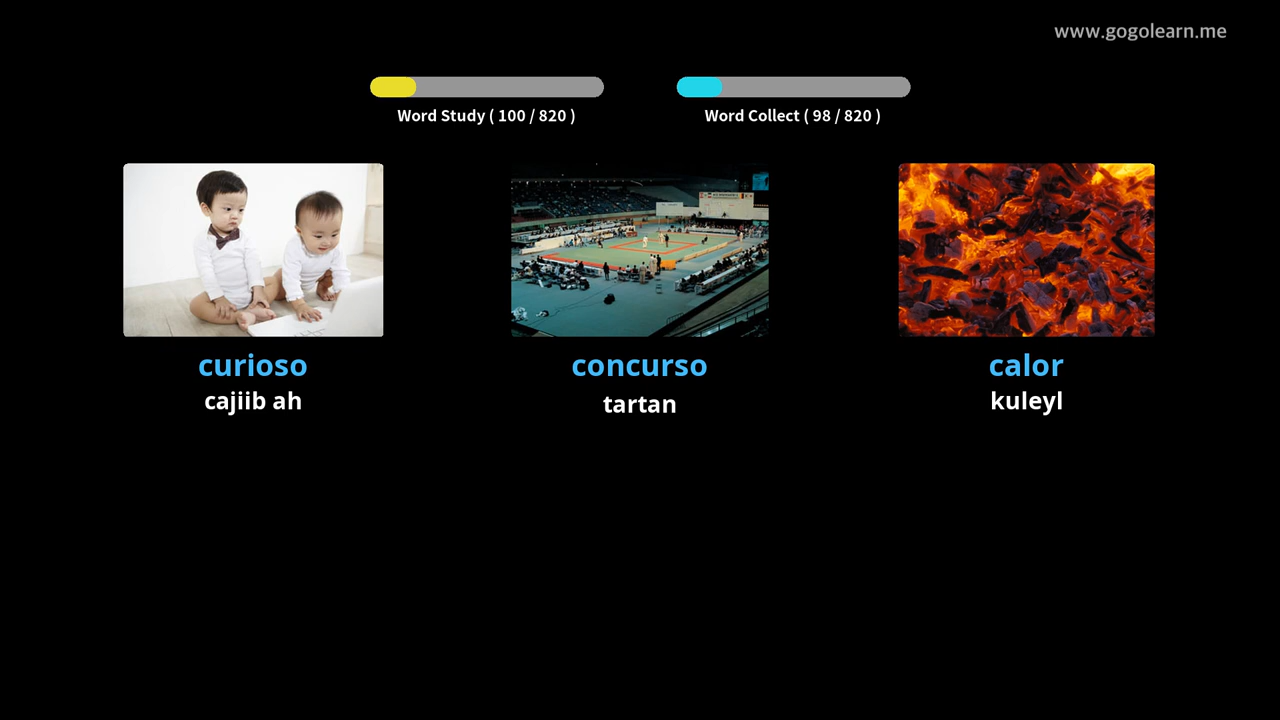 www.gogolearn.me
Word Study ( 100 / 820 )
Word Collect ( 98 / 820 )
curioso
cajiib ah
concurso
tartan
calor
kuleyl